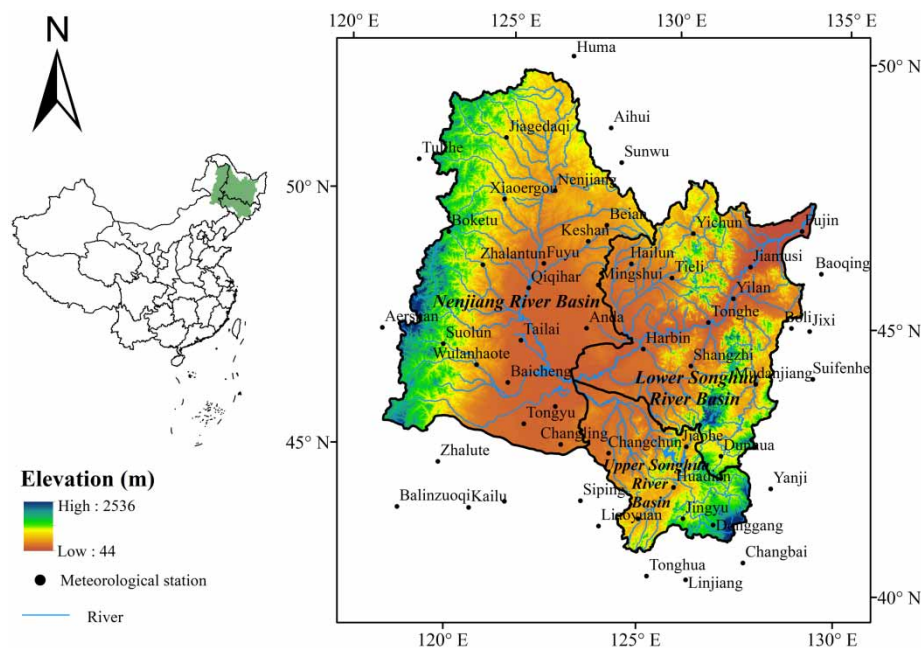 N
120° E 125° E 130° E
50° N
50° N
45° N
45° N
40° N
120° E 125° E 130° E
Huma
Aihui
Tulihe
Jiagedaqi
Sunwu
Nenjiang
Xiaoergou
Boketu
Beian
Keshan
Yichun
Fujin
Zhalantun
Fuyu
Hailun
Jiamusi
Qiqihar
Mingshui
Tieli
Baoqing
Nenjiang River Basin
Yilan
Aershan
Anda
Tonghe
Boli
Jixi
Suolun
Tailai
Harbin
Wulanhaote
Shangzhi
Baicheng
Lower Songhua
River Basin
Mudanjiang
Suifenhe
Tongyu
Changling
Changchun
Jiaohe
Dunhua
Zhalute
Upper Songhua
River
Basin
Huadian
Yanji
Balinzuoqi
Kailu
Siping
Liaoyuan
Jingyu
Donggang
Changbai
Tonghua
Linjiang
Elevation (m)
High : 2536
Low : 44
Meteorological station
River